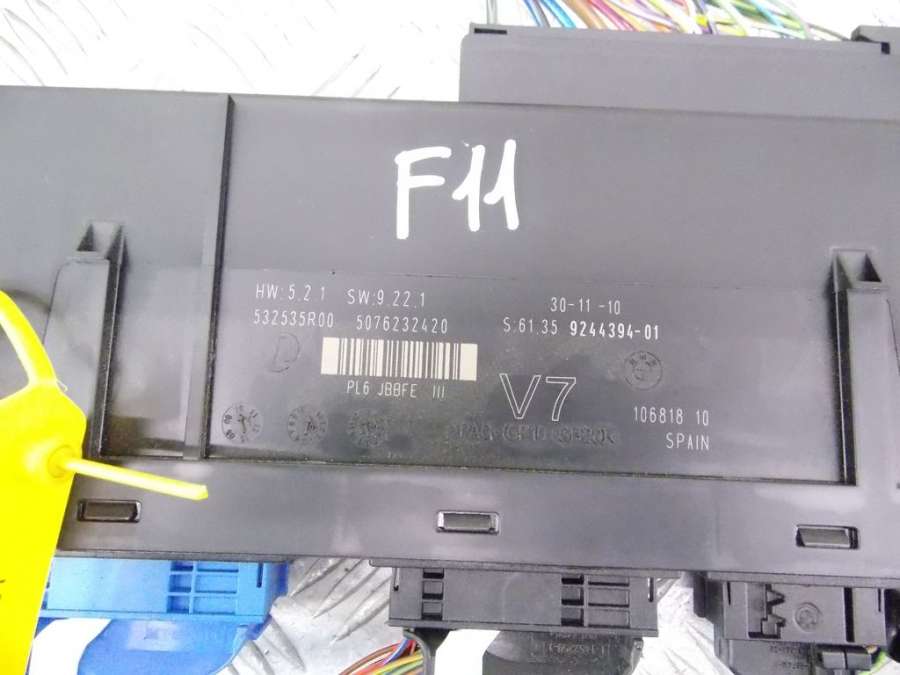 F11
HW:5.2.1 SW:9.22.1 30-11-10
532535R00 5076232420 S:61.35 9244394-01
PL6 JBBFE III
V7
106818 10
SPAIN